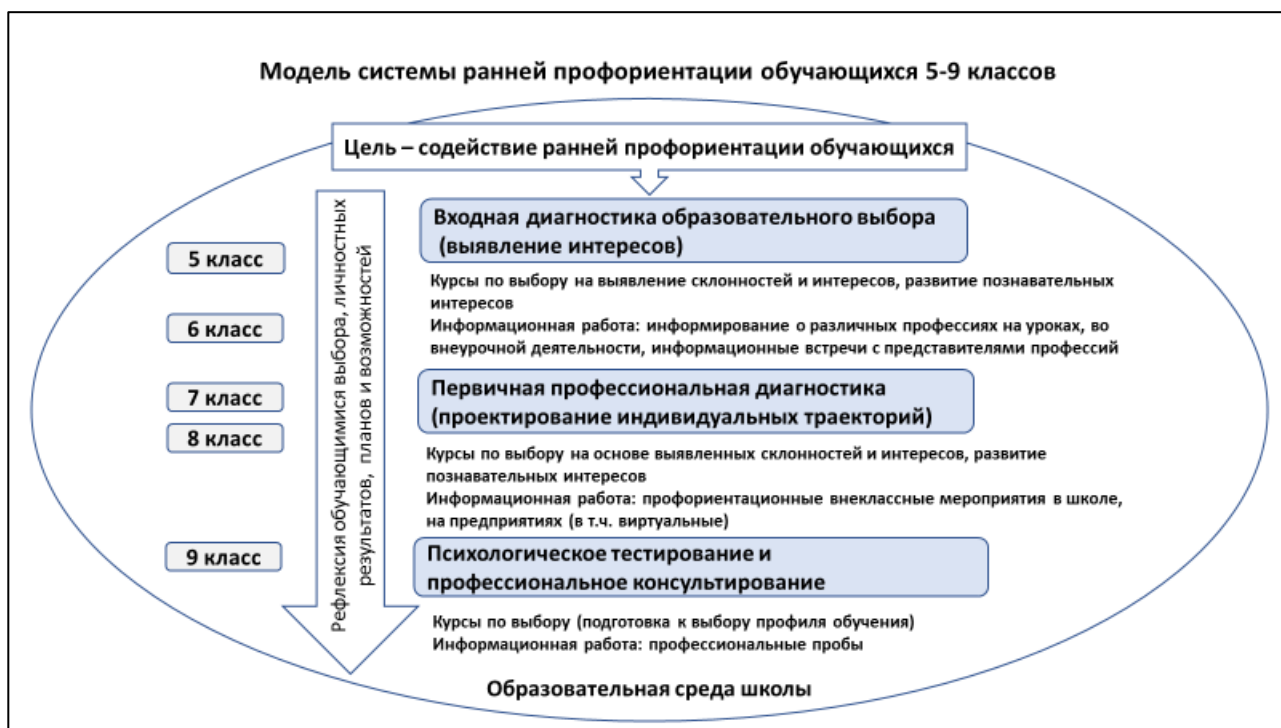 Модель системы ранней профориентации обучающихся 5-9 классов
Цель – содействие ранней профориентации обучающихся
Рефлексия обучающимися выбора, личностных
результатов, планов и возможностей
5 класс
6 класс
7 класс
8 класс
9 класс
Входная диагностика образовательного выбора
(выявление интересов)
Курсы по выбору на выявление склонностей и интересов, развитие познавательных
интересов
Информационная работа: информирование о различных профессиях на уроках, во
внеурочной деятельности, информационные встречи с представителями профессий
Первичная профессиональная диагностика
(проектирование индивидуальных траекторий)
Курсы по выбору на основе выявленных склонностей и интересов, развитие
познавательных интересов
Информационная работа: профориентационные внеклассные мероприятия в школе,
на предприятиях (в т.ч. виртуальные)
Психологическое тестирование и
профессиональное консультирование
Курсы по выбору (подготовка к выбору профиля обучения)
Информационная работа: профессиональные пробы
Образовательная среда школы